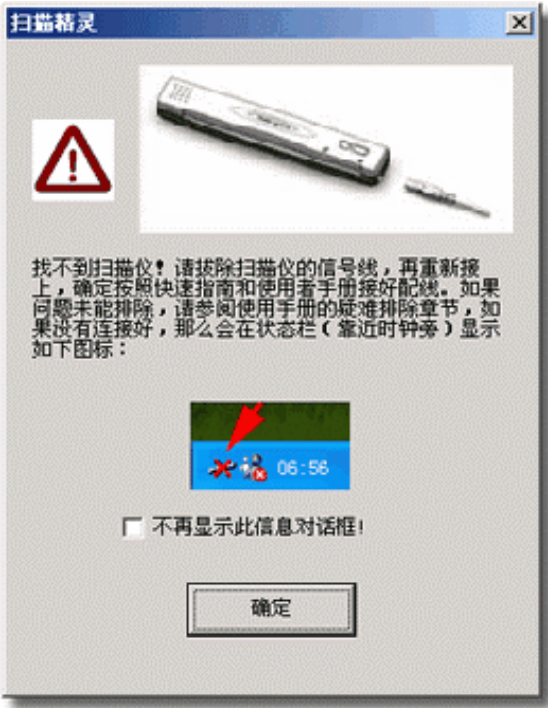 扫描精灵
找不到扫描仪！请拔除扫描仪的信号线，再重新接
上，确定按照快速指南和使用者手册接好配线。如果
问题未能排除，请参阅使用手册的疑难排除章节，如
果没有连接好，那么会在状态栏（靠近时钟旁）显示
如下图标：
06:56
不再显示此信息对话框!
确定